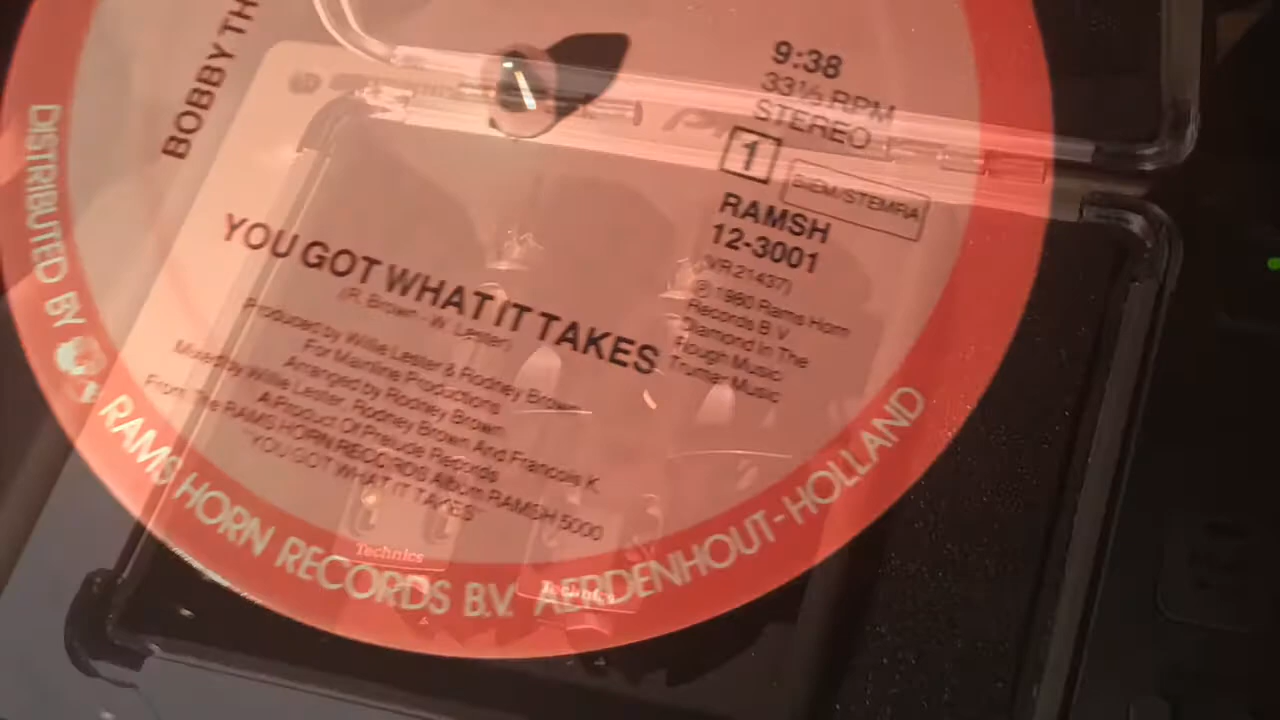 BOBBY TH
9:38
33⅓ RPM
STEREO
1
BIEM/STEMRA
RAMSH
12-3001
(VR 21437)
℗ 1980 Rams Horn
Records B V
Diamond In The
Rough Music
Trumar Music
YOU GOT WHAT IT TAKES
(R. Brown - W. Lester)
Produced by Willie Lester & Rodney Brown
For Mainline Productions
Arranged by Rodney Brown
Mixed by Willie Lester, Rodney Brown And Francois K.
A Product Of Prelude Records
From The RAMS HORN RECORDS Album RAMSH 5000
"YOU GOT WHAT IT TAKES"
DISTRIBUTED BY
RAMS HORN RECORDS B.V. AERDENHOUT-HOLLAND
Technics
Technics